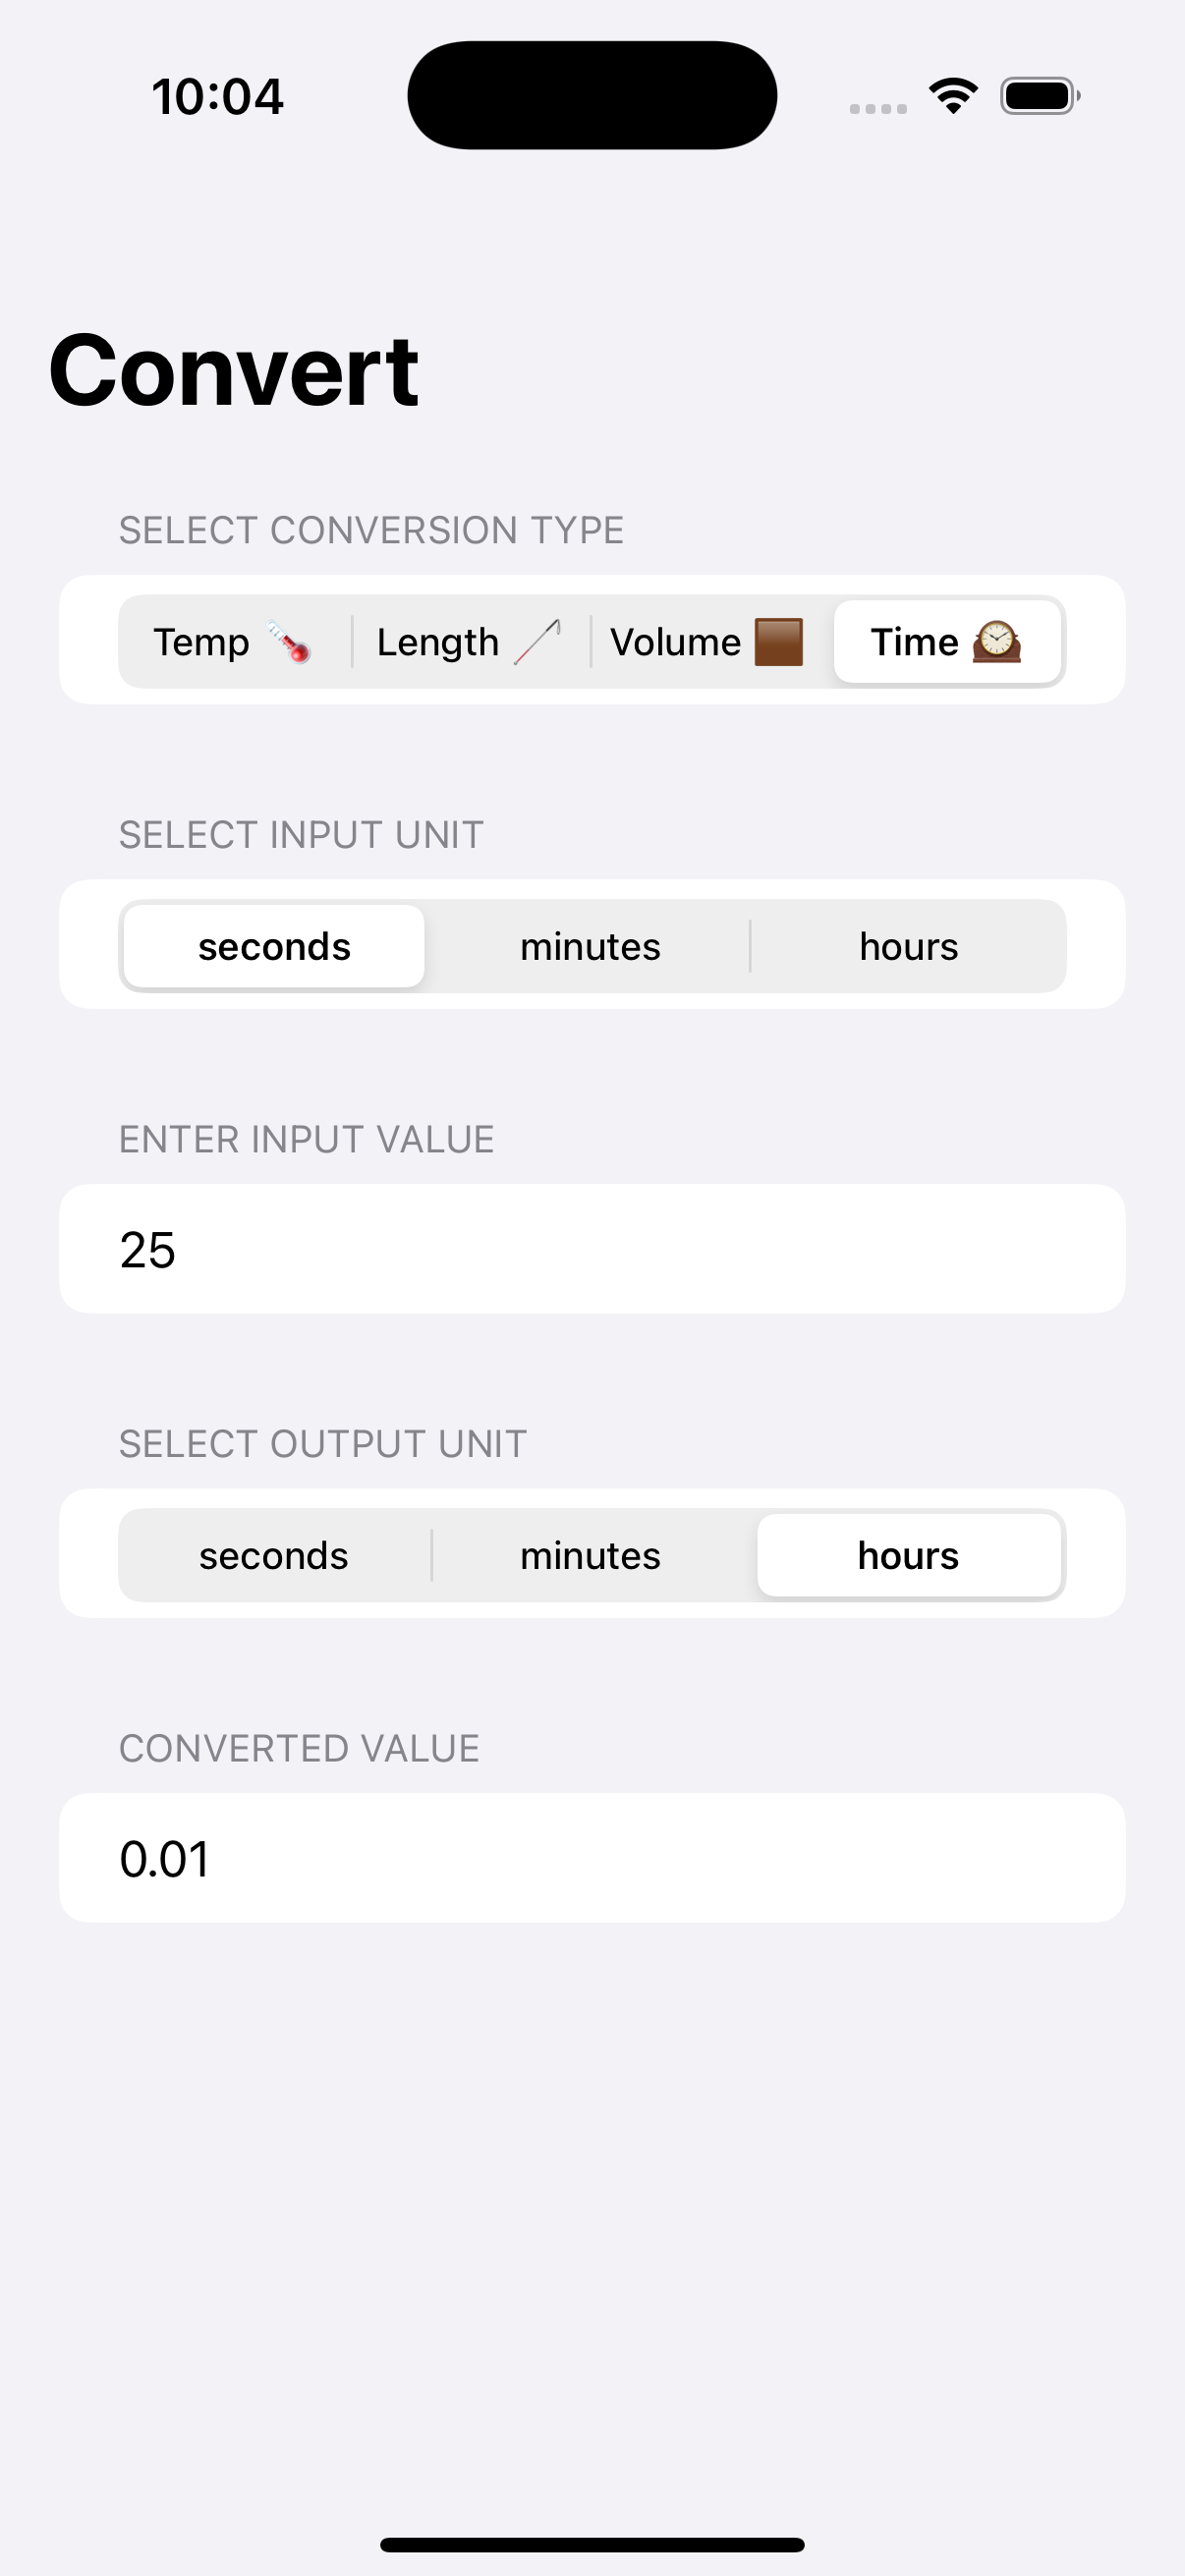 10:04
Convert
SELECT CONVERSION TYPE
Temp 🌡️ Length 🦯 Volume 🟫 Time 🕰️
SELECT INPUT UNIT
seconds minutes hours
ENTER INPUT VALUE
25
SELECT OUTPUT UNIT
seconds minutes hours
CONVERTED VALUE
0.01